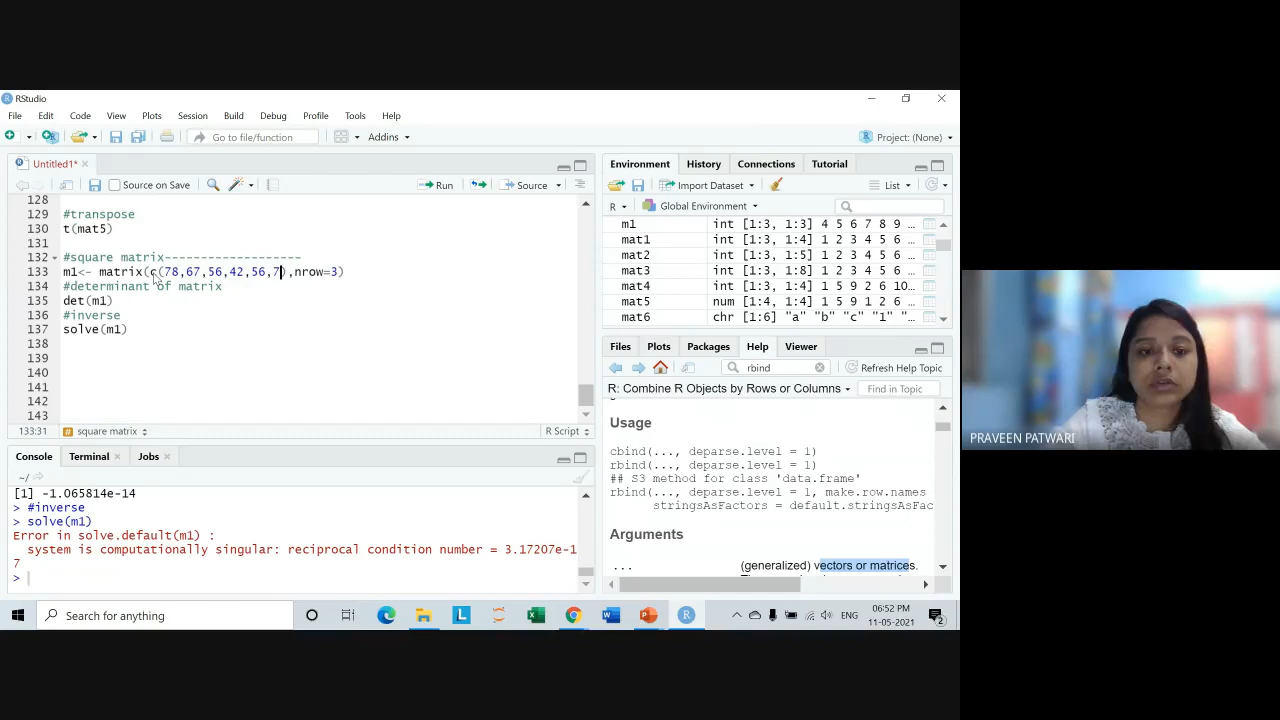 RStudio
File Edit Code View Plots Session Build Debug Profile Tools Help
Go to file/function Addins Project: (None)
Untitled1*
Source on Save Run Source
128
129 #transpose
130 t(mat5)
131
132 #square matrix-------------------
133 m1<- matrix(c(78,67,56,42,56,7),nrow=3)
134 #determinant of matrix
135 det(m1)
136 #inverse
137 solve(m1)
138
139
140
141
142
143
133:31 # square matrix R Script
Console Terminal Jobs
~/
[1] -1.065814e-14
> #inverse
> solve(m1)
Error in solve.default(m1) :
system is computationally singular: reciprocal condition number = 3.17207e-1
7
>
Environment History Connections Tutorial
Import Dataset List
R Global Environment
m1 int [1:3, 1:3] 4 5 6 7 8 9
mat1 int [1:3, 1:4] 1 2 3 4 5 …
mat2 int [1:3, 1:4] 1 2 3 4 5 …
mat3 int [1:3, 1:8] 1 2 3 4 5 …
mat4 int [1:3, 1:4] 1 2 6 10…
mat5 num [1:4, 1:4] 1 5 9 1 2 6 …
mat6 chr [1:6] "a" "b" "c" "1" "…
Files Plots Packages Help Viewer
rbind Refresh Help Topic
R: Combine R Objects by Rows or Columns Find in Topic
Usage
cbind(..., deparse.level = 1)
rbind(..., deparse.level = 1)
## S3 method for class 'data.frame'
rbind(..., deparse.level = 1, make.row.names
stringsAsFactors = default.stringsAsFac
Arguments
... (generalized) vectors or matrices.
PRAVEEN PATWARI
Search for anything
ENG
06:52 PM
11-05-2021
2